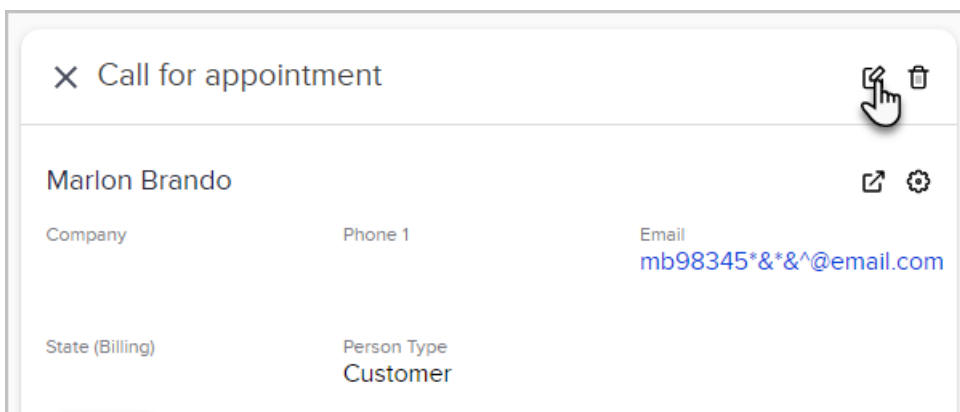 Call for appointment
Marlon Brando
Company Phone 1 Email
mb98345*&*&^@email.com
State (Billing) Person Type
Customer